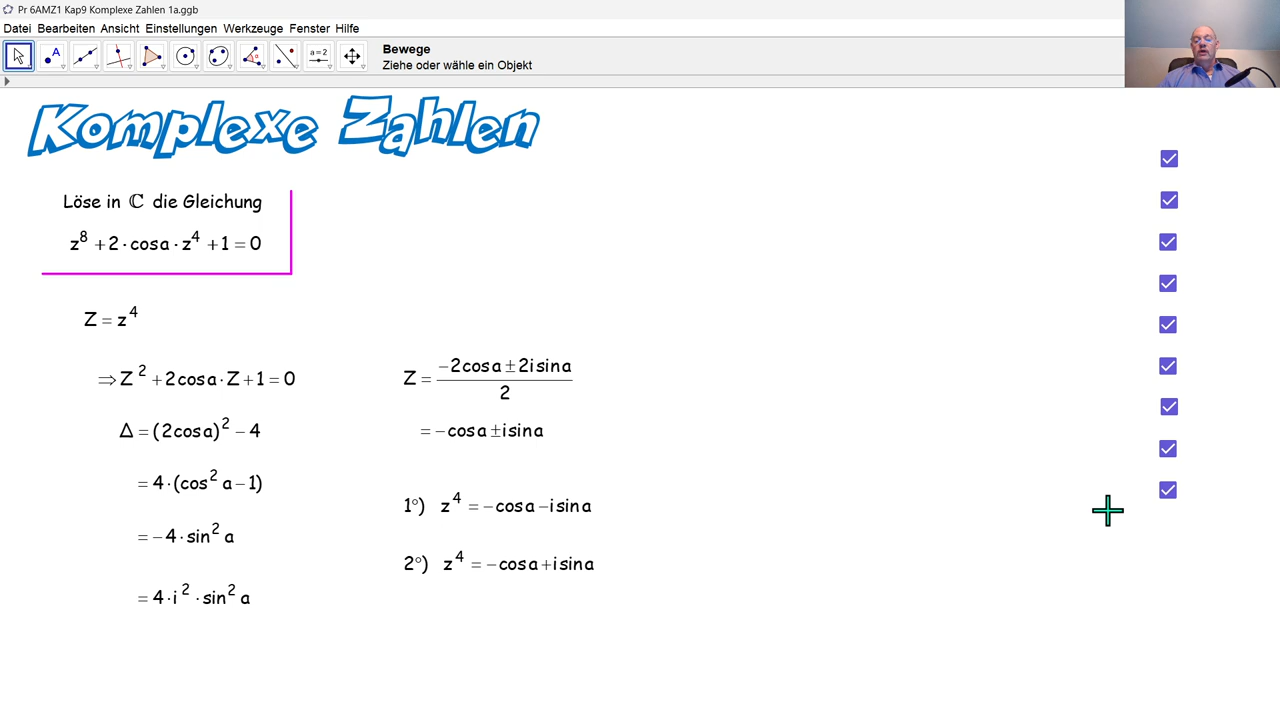 Pr 6AMZ1 Kap9 Komplexe Zahlen 1a.ggb
Datei Bearbeiten Ansicht Einstellungen Werkzeuge Fenster Hilfe
A
a=2
Bewege
Ziehe oder wähle ein Objekt
Komplexe Zahlen
Löse in ℂ die Gleichung
z⁸ + 2 · cosa · z⁴ + 1 = 0
Z = z⁴
⇒ Z² + 2cosa · Z + 1 = 0
Δ = (2cosa)² − 4
= 4 · (cos² a − 1)
= −4 · sin² a
= 4 · i² · sin² a
Z = (−2cosa ± 2isina)/2
= −cosa ± isina
1°) z⁴ = −cosa − isina
2°) z⁴ = −cosa + isina